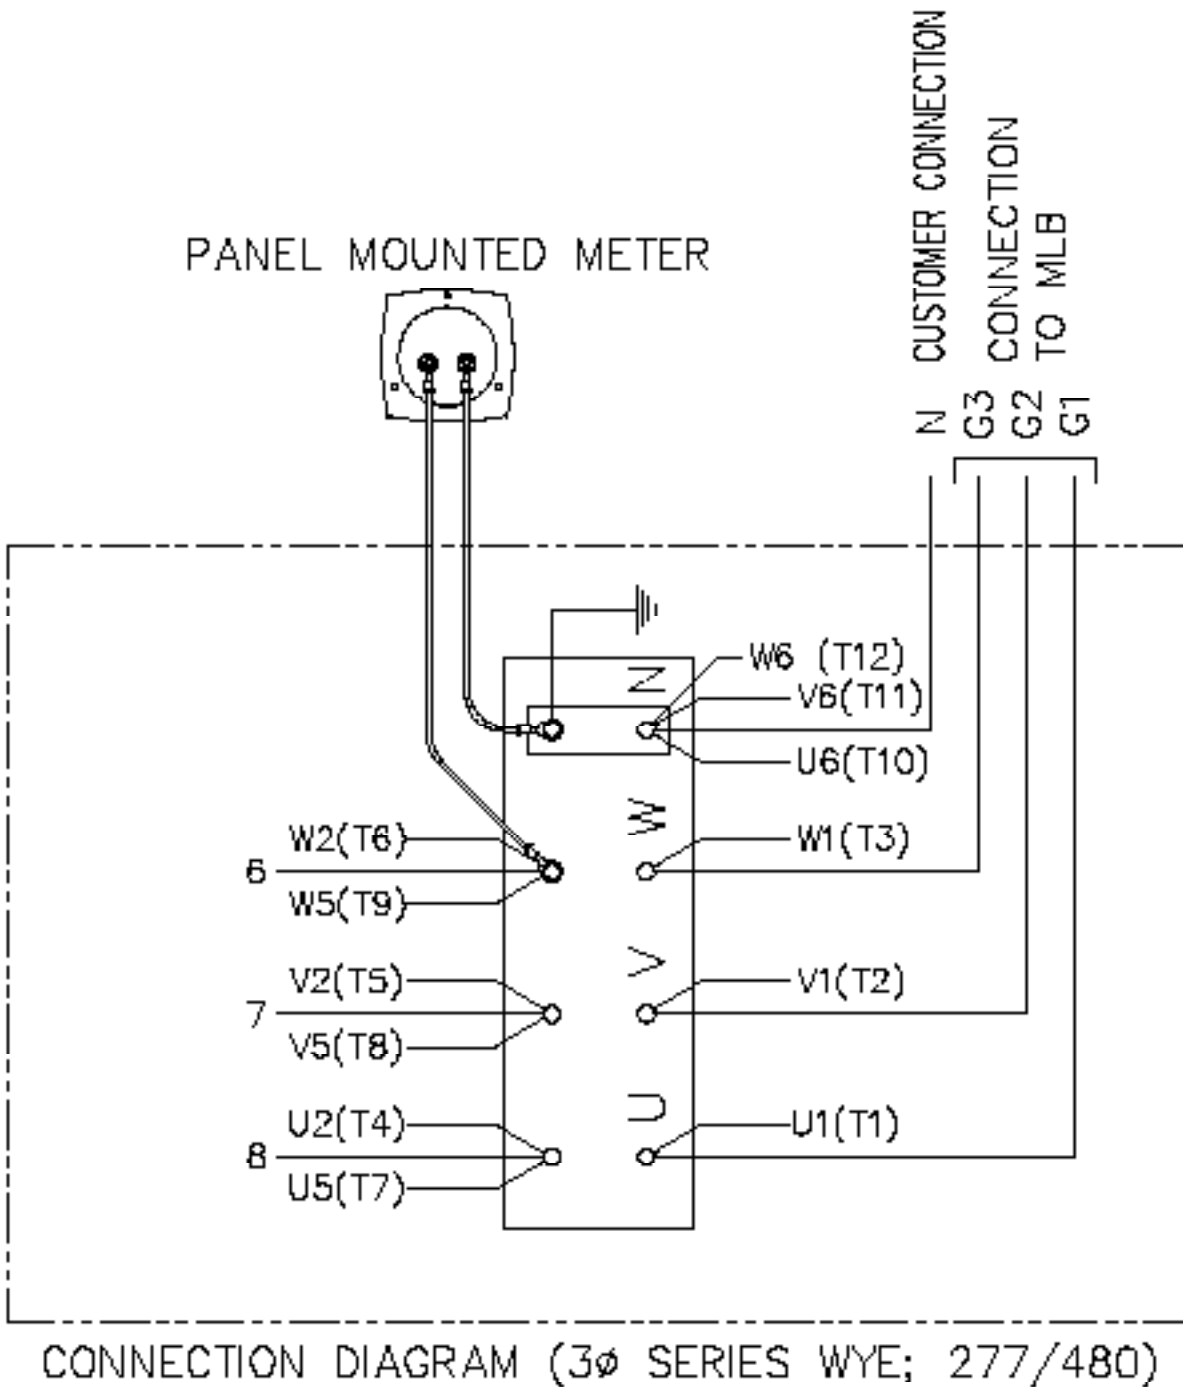 CUSTOMER CONNECTION
CONNECTION
TO MLB
PANEL MOUNTED METER
N
G3
G2
G1
N
W6 (T12)
V6(T11)
U6(T10)
W
W2(T6)
W1(T3)
6
W5(T9)
V
V2(T5)
V1(T2)
7
V5(T8)
U
U2(T4)
U1(T1)
8
U5(T7)
CONNECTION DIAGRAM (3ø SERIES WYE; 277/480)